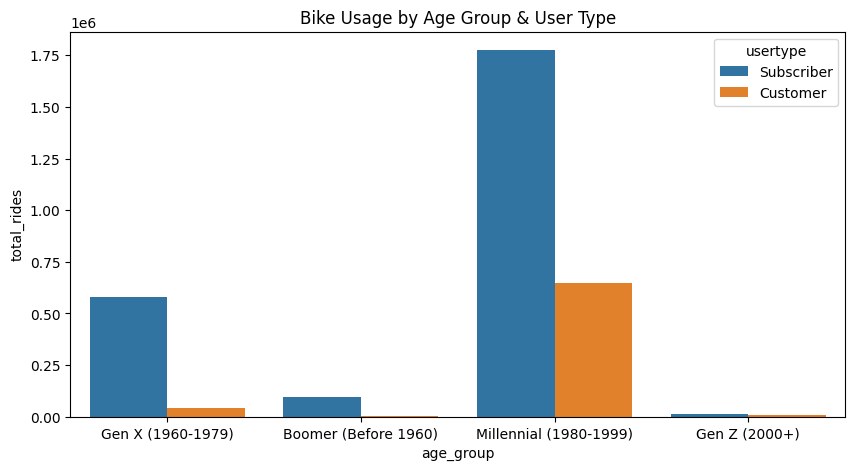 Bike Usage by Age Group & User Type
1e6
usertype
Subscriber
Customer
1.75
1.50
1.25
1.00
0.75
0.50
0.25
0.00
total_rides
Gen X (1960-1979) Boomer (Before 1960) Millennial (1980-1999) Gen Z (2000+)
age_group